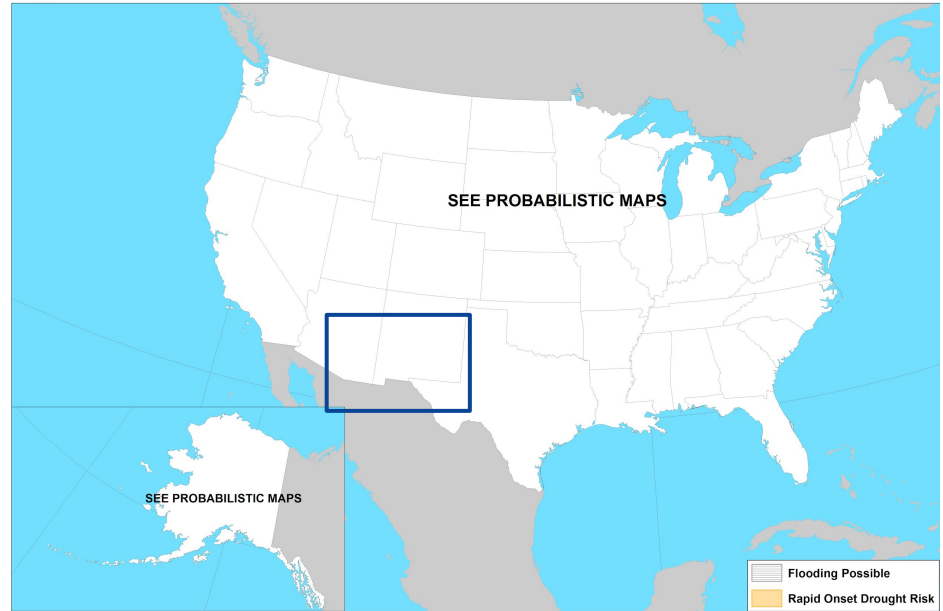 SEE PROBABILISTIC MAPS
SEE PROBABILISTIC MAPS
Flooding Possible
Rapid Onset Drought Risk